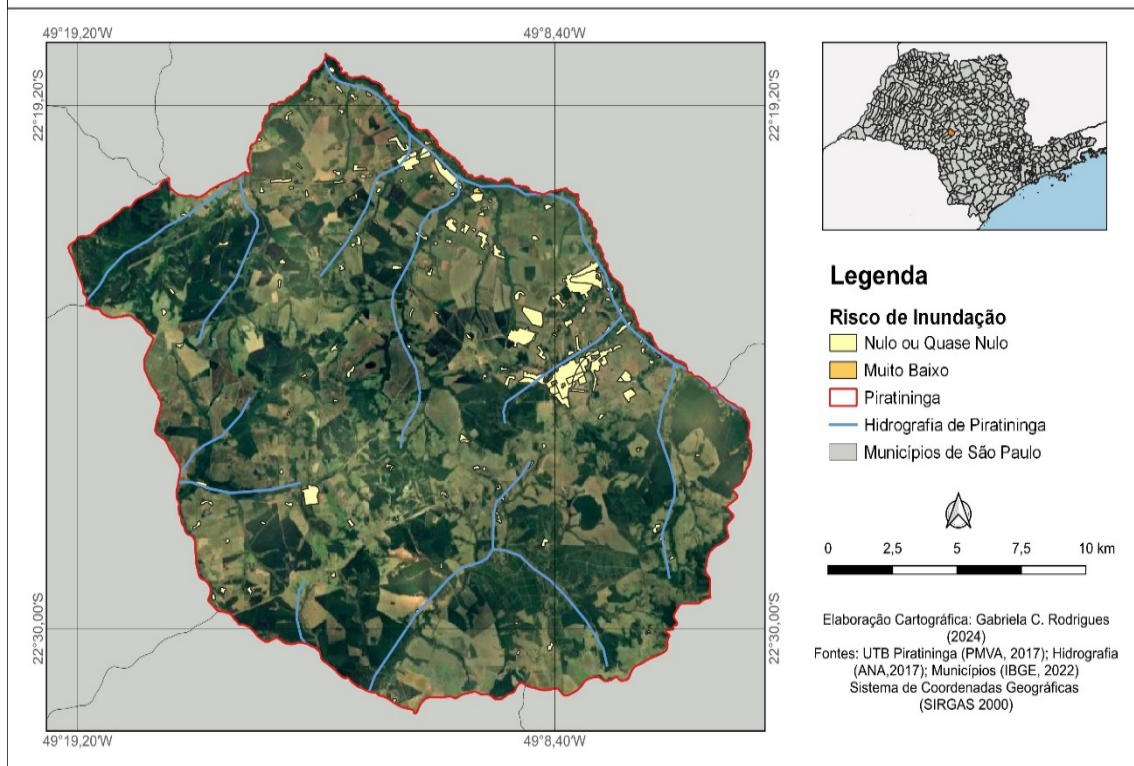 49°19,20′W
49°8,40′W
22°19,20′S
22°19,20′S
22°30,00′S
22°30,00′S
49°19,20′W
49°8,40′W
Legenda
Risco de Inundação
Nulo ou Quase Nulo
Muito Baixo
Piratininga
Hidrografia de Piratininga
Municípios de São Paulo
0 2,5 5 7,5 10 km
Elaboração Cartográfica: Gabriela C. Rodrigues
(2024)
Fontes: UTB Piratininga (PMVA, 2017); Hidrografia
(ANA,2017); Municípios (IBGE, 2022)
Sistema de Coordenadas Geográficas
(SIRGAS 2000)